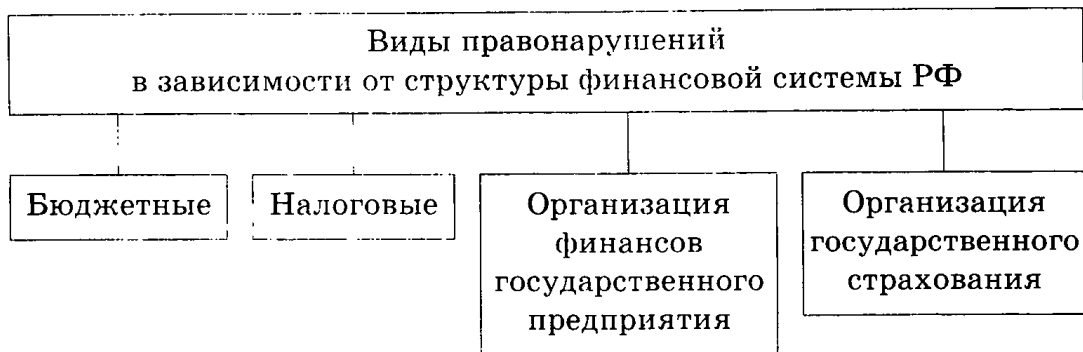 Виды правонарушений
в зависимости от структуры финансовой системы РФ
Бюджетные
Налоговые
Организация
финансов
государственного
предприятия
Организация
государственного
страхования